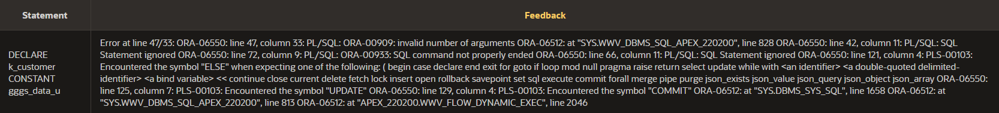 Statement
Feedback
DECLARE
k_customer
CONSTANT
gggs_data_u
Error at line 47/33: ORA-06550: line 47, column 33: PL/SQL: ORA-00909: invalid number of arguments ORA-06512: at "SYS.WWV_DBMS_SQL_APEX_220200", line 828 ORA-06550: line 42, column 11: PL/SQL: SQL
Statement ignored ORA-06550: line 72, column 9: PL/SQL: ORA-00933: SQL command not properly ended ORA-06550: line 66, column 11: PL/SQL: SQL Statement ignored ORA-06550: line 121, column 4: PLS-00103:
Encountered the symbol "ELSE" when expecting one of the following: ( begin case declare end exit for goto if loop mod null pragma raise return select update while with <an identifier> <a double-quoted delimited-
identifier> <a bind variable> << continue close current delete fetch lock insert open rollback savepoint set sql execute commit forall merge pipe purge json_exists json_value json_query json_object json_array ORA-06550:
line 125, column 7: PLS-00103: Encountered the symbol "UPDATE" ORA-06550: line 129, column 4: PLS-00103: Encountered the symbol "COMMIT" ORA-06512: at "SYS.DBMS_SYS_SQL", line 1658 ORA-06512: at
"SYS.WWV_DBMS_SQL_APEX_220200", line 813 ORA-06512: at "APEX_220200.WWV_FLOW_DYNAMIC_EXEC", line 2046